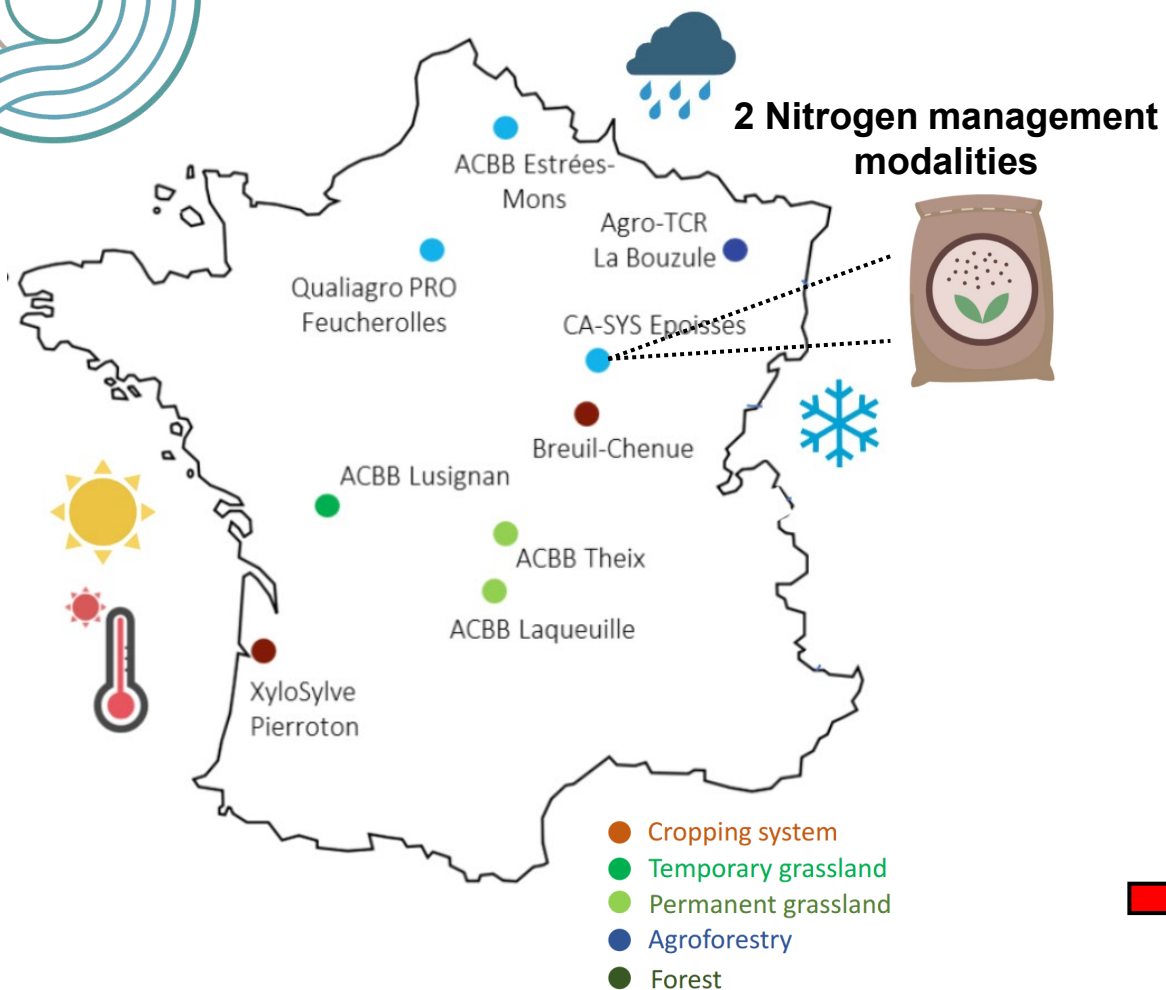 2 Nitrogen management
modalities
ACBB Estrées-
Mons
Agro-TCR
La Bouzule
Qualiagro PRO
Feucherolles
CA-SYS Epoisses
Breuil-Chenue
ACBB Lusignan
ACBB Theix
ACBB Laqueuille
XyloSylve
Pierroton
Cropping system
Temporary grassland
Permanent grassland
Agroforestry
Forest